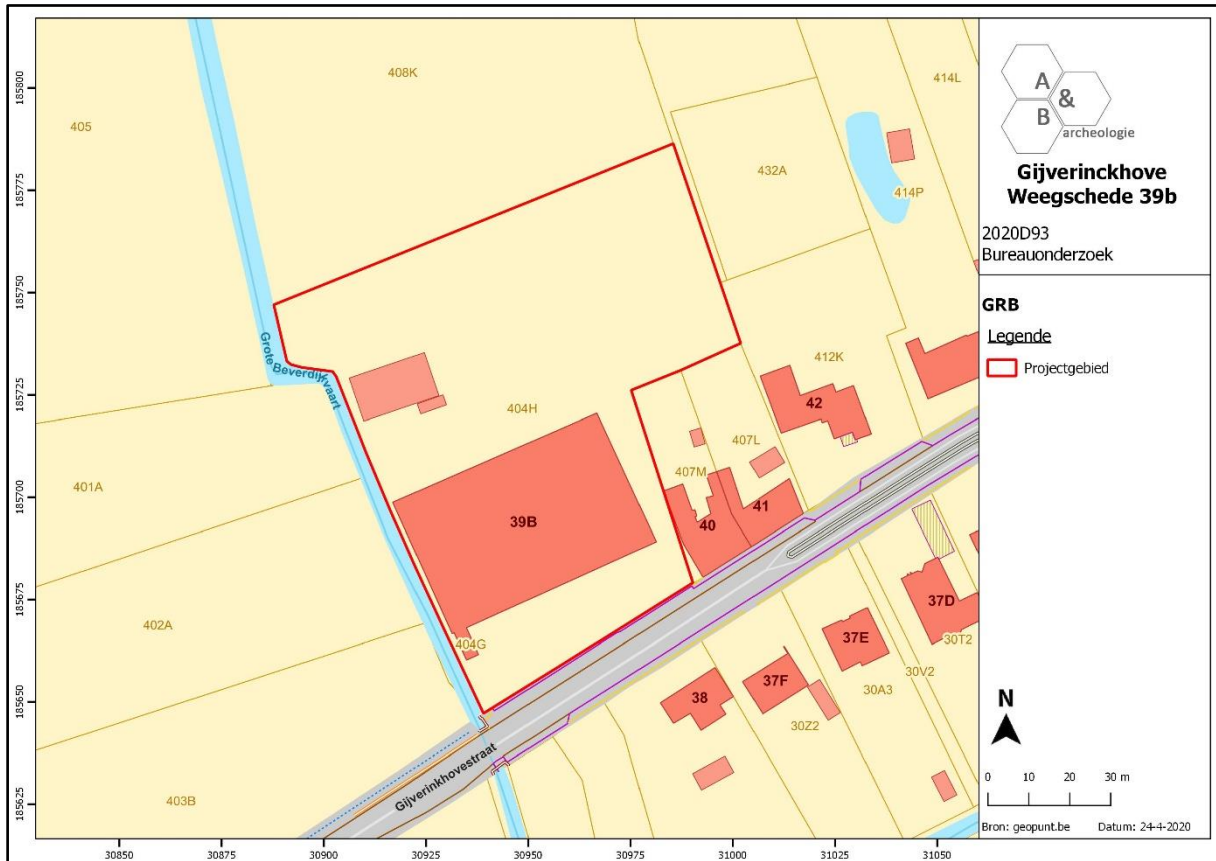 185800
185775
185750
185725
185700
185675
185650
185625
408K
405
414L
432A
414P
Grote Beverdijkvaart
412K
42
404H
407L
401A
407M
41
40
39B
402A
404G
37D
37E
30T2
38
37F
30V2
30A3
30Z2
Gijverinkhovestraat
403B
30850
30875
30900
30925
30950
30975
31000
31025
31050
A
&
B
archeologie
Gijverinckhove
Weegschede 39b
2020D93
Bureauonderzoek
GRB
Legende
Projectgebied
N
0 10 20 30 m
Bron: geopunt.be Datum: 24-4-2020